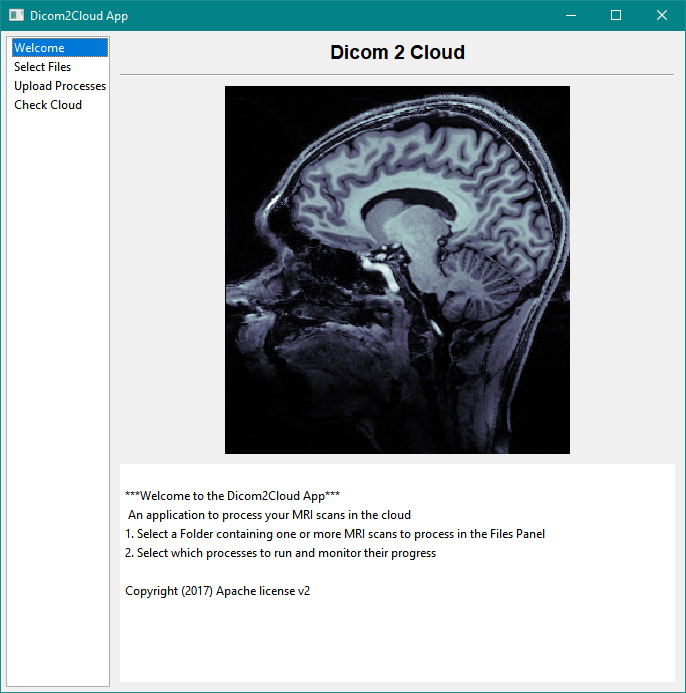 Dicom2Cloud App
Welcome
Select Files
Upload Processes
Check Cloud
Dicom 2 Cloud
***Welcome to the Dicom2Cloud App***
An application to process your MRI scans in the cloud
1. Select a Folder containing one or more MRI scans to process in the Files Panel
2. Select which processes to run and monitor their progress
Copyright (2017) Apache license v2